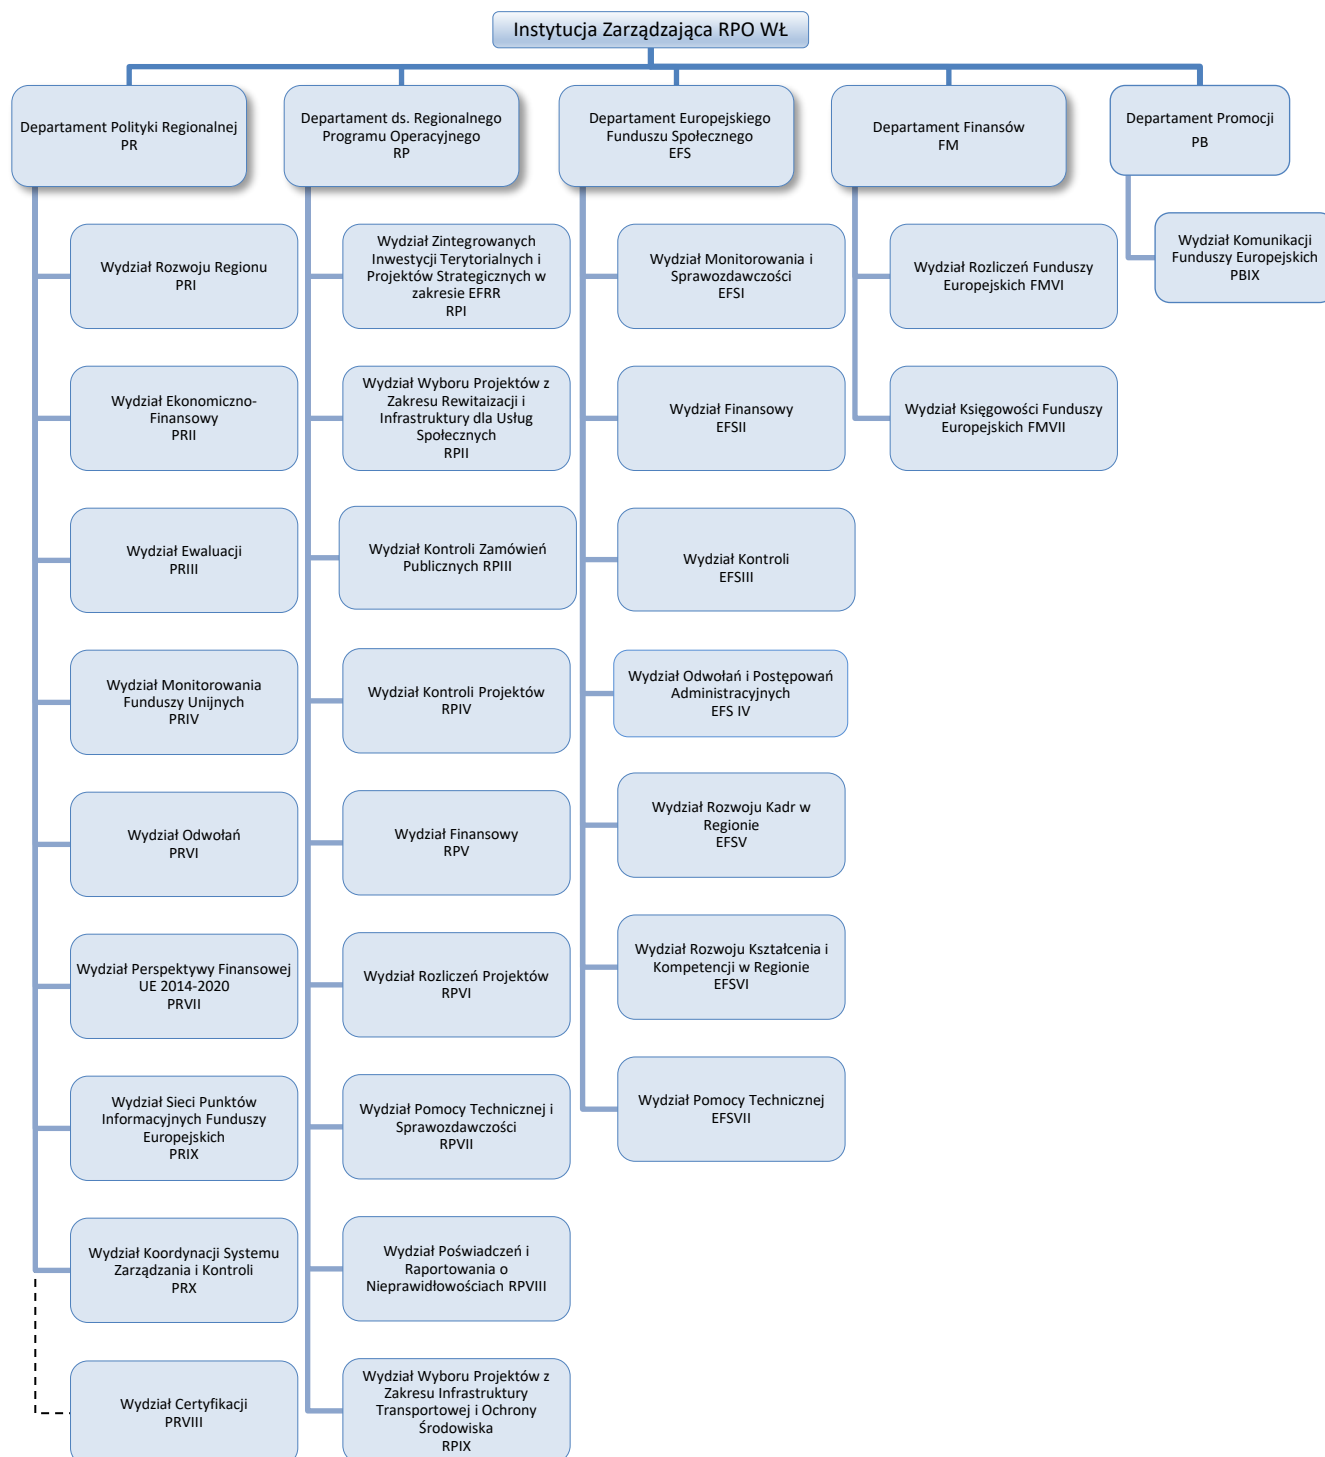 Instytucja Zarządzająca RPO WŁ
Departament Polityki Regionalnej
PR
Departament ds. Regionalnego
Programu Operacyjnego
RP
Departament Europejskiego
Funduszu Społecznego
EFS
Departament Finansów
FM
Departament Promocji
PB
Wydział Rozwoju Regionu
PRI
Wydział Ekonomiczno-
Finansowy
PRII
Wydział Ewaluacji
PRIII
Wydział Monitorowania
Funduszy Unijnych
PRIV
Wydział Odwołań
PRVI
Wydział Perspektywy Finansowej
UE 2014-2020
PRVII
Wydział Sieci Punktów
Informacyjnych Funduszy
Europejskich
PRIX
Wydział Koordynacji Systemu
Zarządzania i Kontroli
PRX
Wydział Certyfikacji
PRVIII
Wydział Zintegrowanych
Inwestycji Terytorialnych i
Projektów Strategicznych w
zakresie EFRR
RPI
Wydział Wyboru Projektów z
Zakresu Rewitaizacji i
Infrastruktury dla Usług
Społecznych
RPII
Wydział Kontroli Zamówień
Publicznych RPIII
Wydział Kontroli Projektów
RPIV
Wydział Finansowy
RPV
Wydział Rozliczeń Projektów
RPVI
Wydział Pomocy Technicznej i
Sprawozdawczości
RPVII
Wydział Poświadczeń i
Raportowania o
Nieprawidłowościach RPVIII
Wydział Wyboru Projektów z
Zakresu Infrastruktury
Transportowej i Ochrony
Środowiska
RPIX
Wydział Monitorowania i
Sprawozdawczości
EFSI
Wydział Finansowy
EFSII
Wydział Kontroli
EFSIII
Wydział Odwołań i Postępowań
Administracyjnych
EFS IV
Wydział Rozwoju Kadr w
Regionie
EFSV
Wydział Rozwoju Kształcenia i
Kompetencji w Regionie
EFSVI
Wydział Pomocy Technicznej
EFSVII
Wydział Rozliczeń Funduszy
Europejskich FMVI
Wydział Księgowości Funduszy
Europejskich FMVII
Wydział Komunikacji
Funduszy Europejskich
PBIX